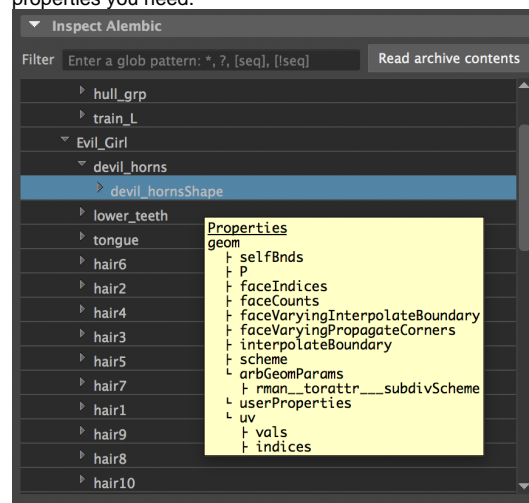 properties you need.
Inspect Alembic
Filter Enter a glob pattern: *, ?, [seq], [!seq] Read archive contents
hull_grp
train_L
Evil_Girl
devil_horns
devil_hornsShape
lower_teeth
tongue
hair6
hair2
hair4
hair3
hair5
hair7
hair1
hair9
hair8
hair10
Properties
geom
├ selfBnds
├ P
├ faceIndices
├ faceCounts
├ faceVaryingInterpolateBoundary
├ faceVaryingPropagateCorners
├ interpolateBoundary
├ scheme
└ arbGeomParams
├ rman__torattr___subdivScheme
└ userProperties
└ uv
├ vals
├ indices